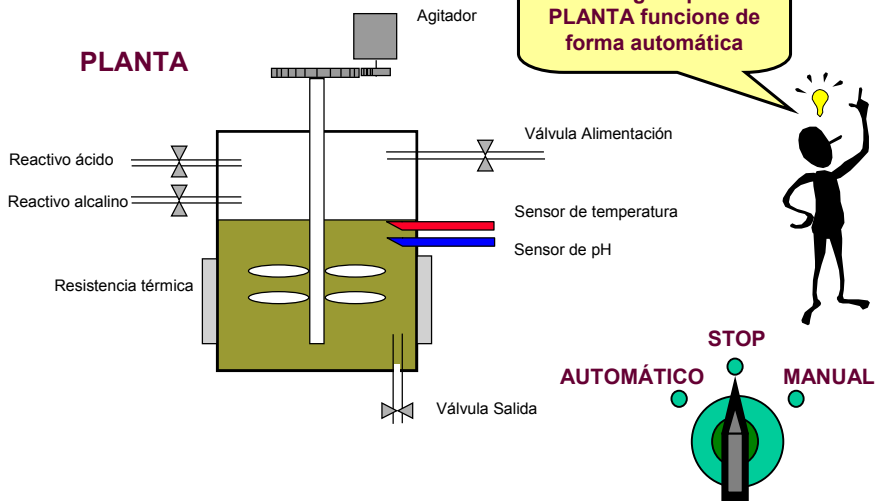 Agitador
PLANTA funcione de
forma automática
PLANTA
Válvula Alimentación
Reactivo ácido
Reactivo alcalino
Sensor de temperatura
Sensor de pH
Resistencia térmica
STOP
AUTOMÁTICO
MANUAL
Válvula Salida